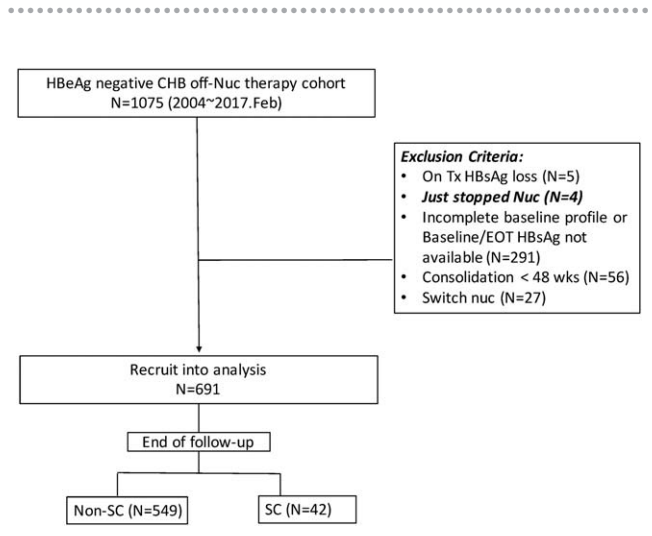 HBeAg negative CHB off-Nuc therapy cohort
N=1075 (2004~2017.Feb)
Exclusion Criteria:
• On Tx HBsAg loss (N=5)
• Just stopped Nuc (N=4)
• Incomplete baseline profile or
Baseline/EOT HBsAg not
available (N=291)
• Consolidation < 48 wks (N=56)
• Switch nuc (N=27)
Recruit into analysis
N=691
End of follow-up
Non-SC (N=549)
SC (N=42)